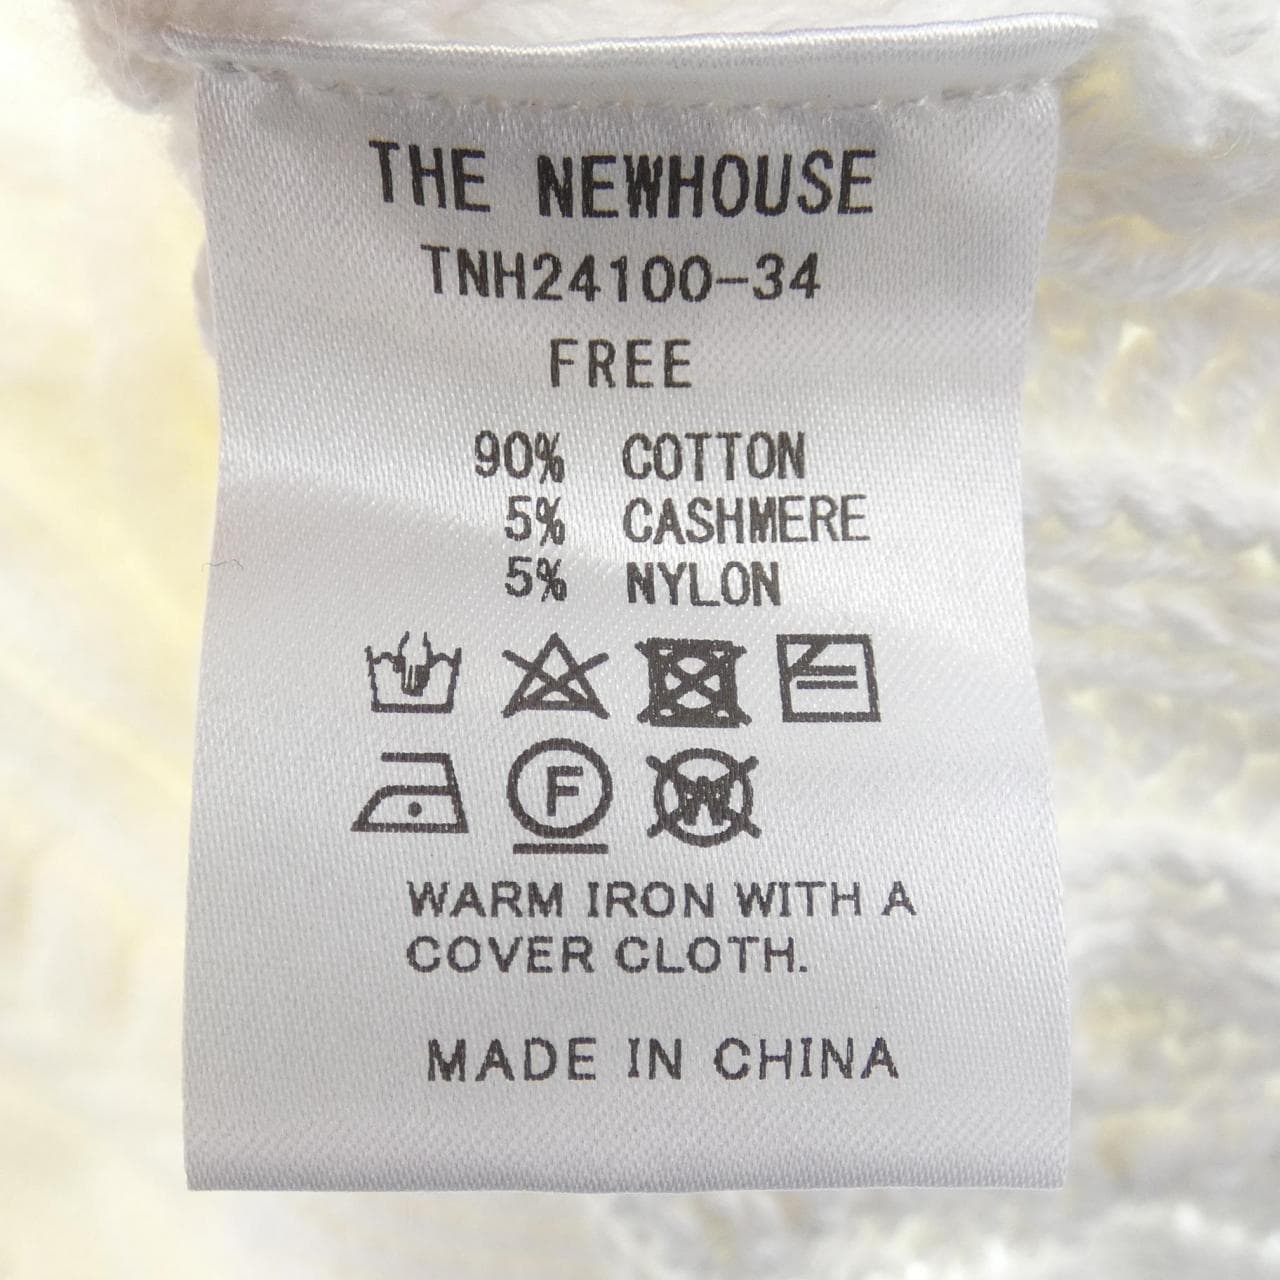 THE NEWHOUSE
TNH24100-34
FREE
90% COTTON
5% CASHMERE
5% NYLON
F
W
WARM IRON WITH A
COVER CLOTH.
MADE IN CHINA